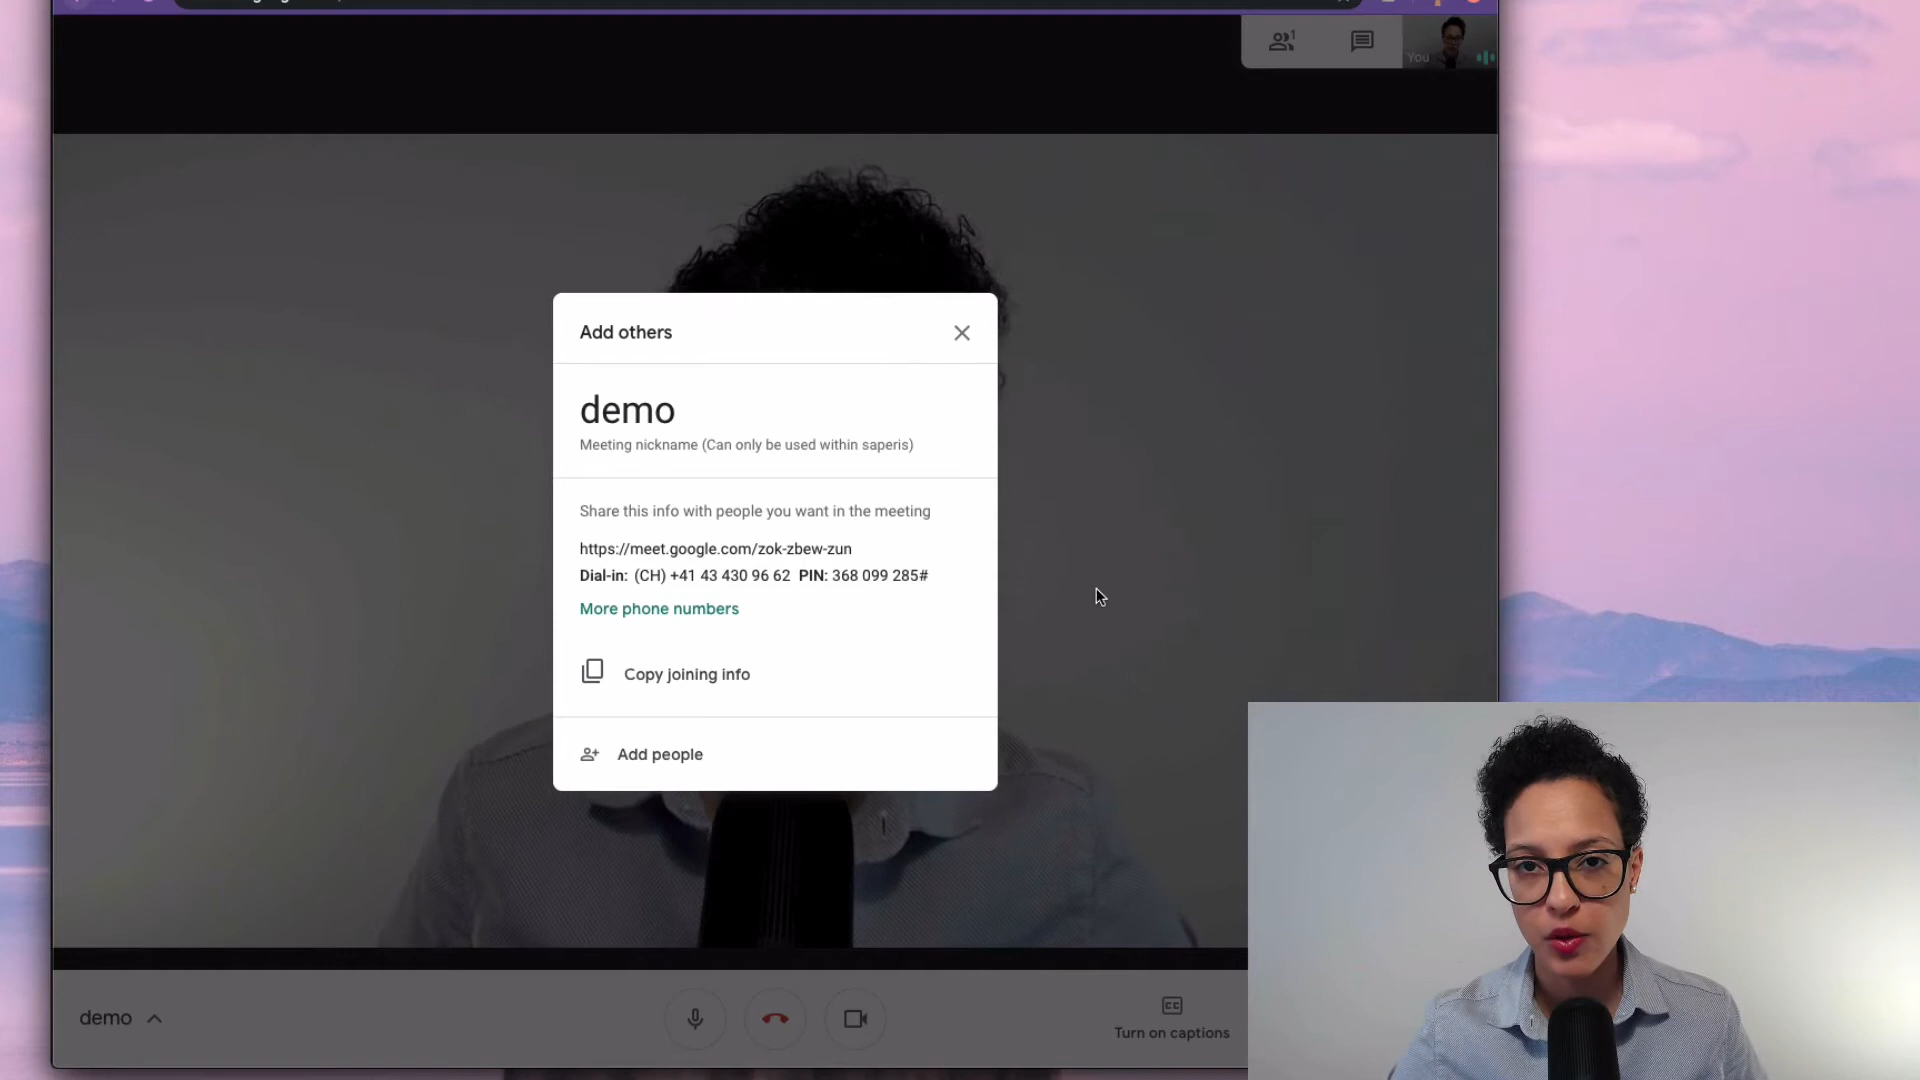 1
You
Add others
demo
Meeting nickname (Can only be used within saperis)
Share this info with people you want in the meeting
https://meet.google.com/zok-zbew-zun
Dial-in: (CH) +41 43 430 96 62 PIN: 368 099 285#
More phone numbers
Copy joining info
Add people
demo
CC
Turn on captions